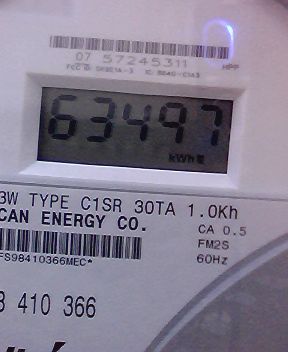 07 57245311
HPP
63497
kWh
3W TYPE C1SR 30TA 1.0Kh
CAN ENERGY CO.
CA 0.5
FM2S
FS98410366MEC*
60Hz
3 410 366